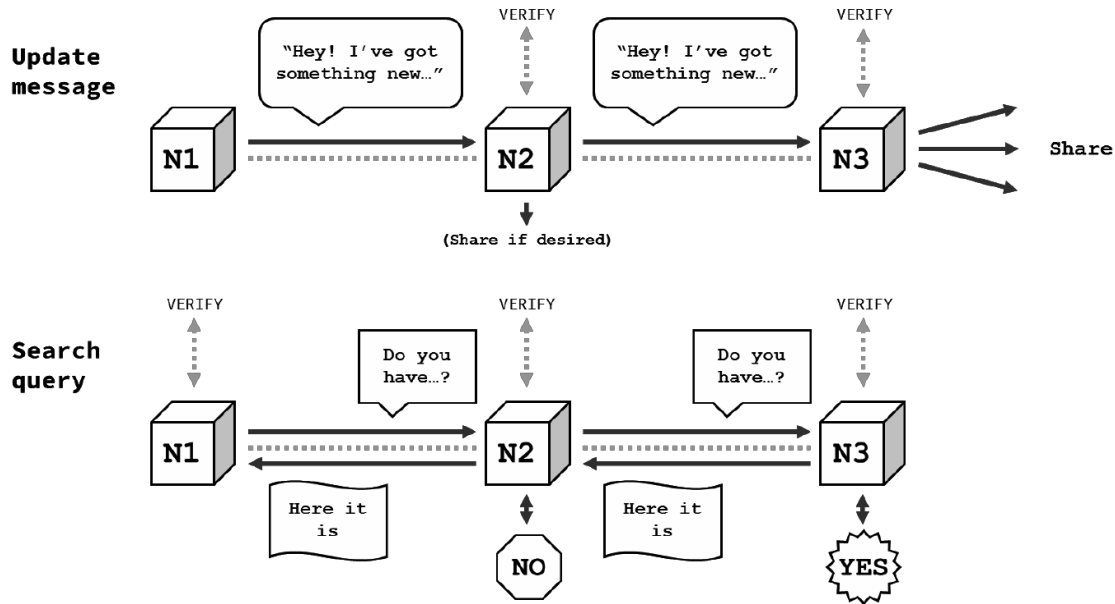 VERIFY
VERIFY
Update
message
“Hey! I’ve got
something new…”
“Hey! I’ve got
something new…”
N1
N2
N3
Share
(Share if desired)
VERIFY
VERIFY
VERIFY
Search
query
Do you
have…?
Do you
have…?
N1
N2
N3
Here it
is
Here it
is
NO
YES